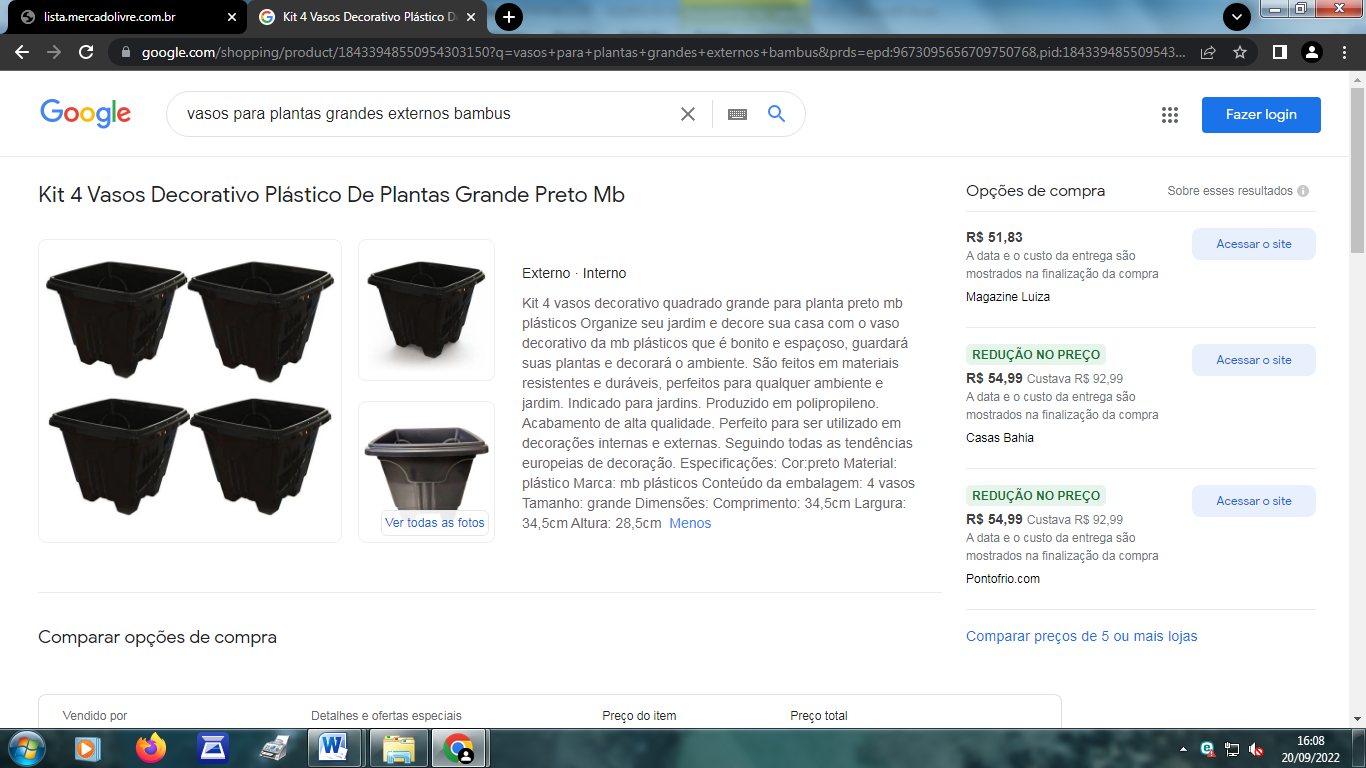 lista.mercadolivre.com.br
Kit 4 Vasos Decorativo Plástico D
google.com/shopping/product/18433948550954303150?q=vasos+para+plantas+grandes+externos+bambus&prds=epd:9673095656709750768,pid:184339485509543...
Google
vasos para plantas grandes externos bambus
Fazer login
Kit 4 Vasos Decorativo Plástico De Plantas Grande Preto Mb
Ver todas as fotos
Externo · Interno
Kit 4 vasos decorativo quadrado grande para planta preto mb
plásticos Organize seu jardim e decore sua casa com o vaso
decorativo da mb plásticos que é bonito e espaçoso, guardará
suas plantas e decorará o ambiente. São feitos em materiais
resistentes e duráveis, perfeitos para qualquer ambiente e
jardim. Indicado para jardins. Produzido em polipropileno.
Acabamento de alta qualidade. Perfeito para ser utilizado em
decorações internas e externas. Seguindo todas as tendências
europeias de decoração. Especificações: Cor:preto Material:
plástico Marca: mb plásticos Conteúdo da embalagem: 4 vasos
Tamanho: grande Dimensões: Comprimento: 34,5cm Largura:
34,5cm Altura: 28,5cm Menos
Opções de compra
Sobre esses resultados
R$ 51,83
A data e o custo da entrega são
mostrados na finalização da compra
Magazine Luiza
Acessar o site
REDUÇÃO NO PREÇO
R$ 54,99 Custava R$ 92,99
A data e o custo da entrega são
mostrados na finalização da compra
Casas Bahia
Acessar o site
REDUÇÃO NO PREÇO
R$ 54,99 Custava R$ 92,99
A data e o custo da entrega são
mostrados na finalização da compra
Pontofrio.com
Acessar o site
Comparar preços de 5 ou mais lojas
Comparar opções de compra
Vendido por
Detalhes e ofertas especiais
Preço do item
Preço total
16:08
20/09/2022